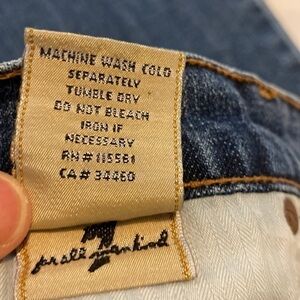 MACHINE WASH COLD
SEPARATELY
TUMBLE DRY
DO NOT BLEACH
IRON IF
NECESSARY
RN# 115561
CA# 34460
7
for all mankind